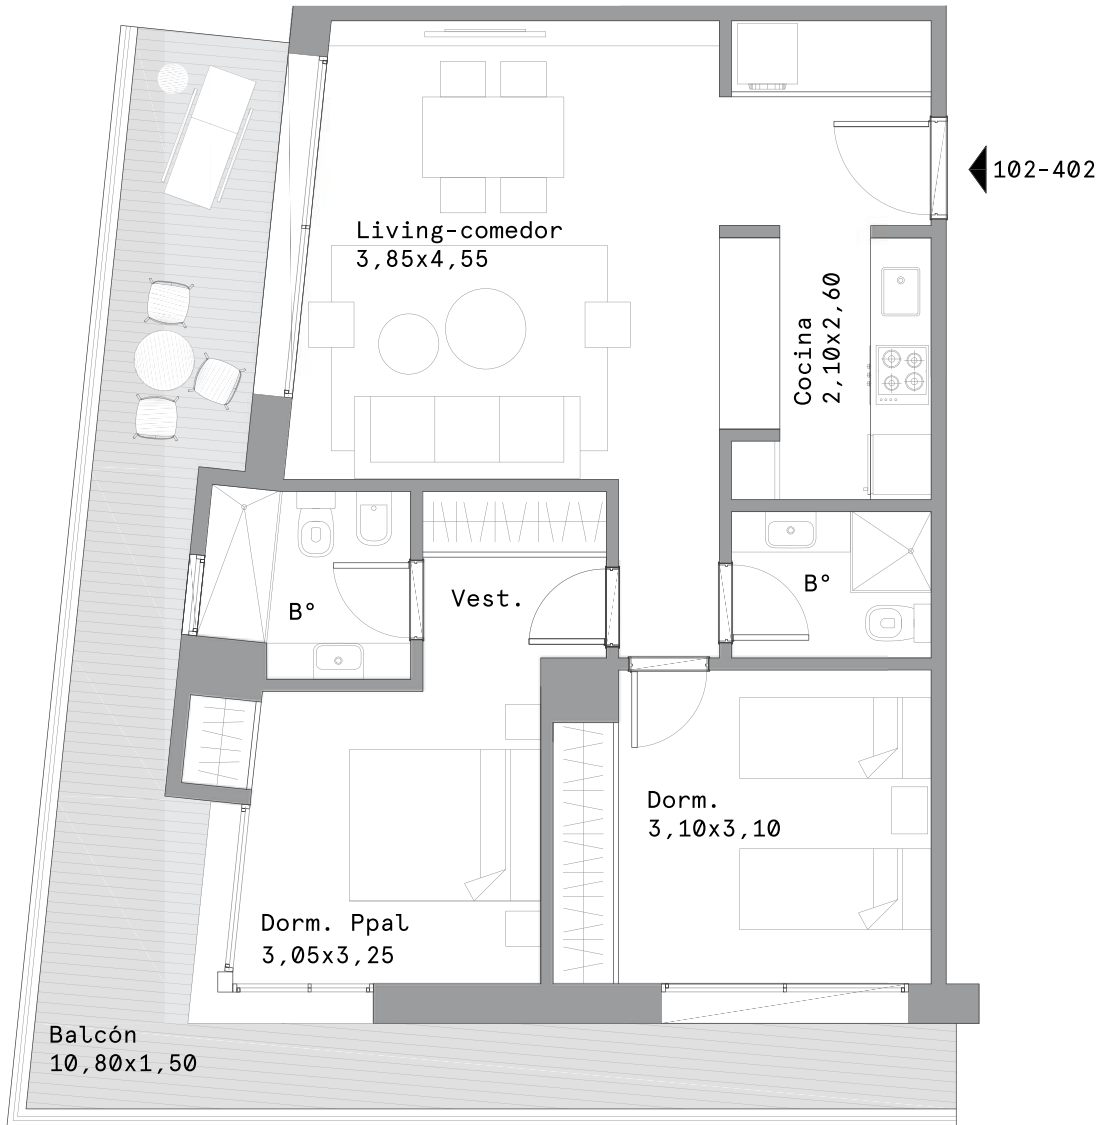 102-402
Living-comedor
3,85x4,55
Cocina
2,10x2,60
B°
Vest.
B°
Dorm.
3,10x3,10
Dorm. Ppal
3,05x3,25
Balcón
10,80x1,50